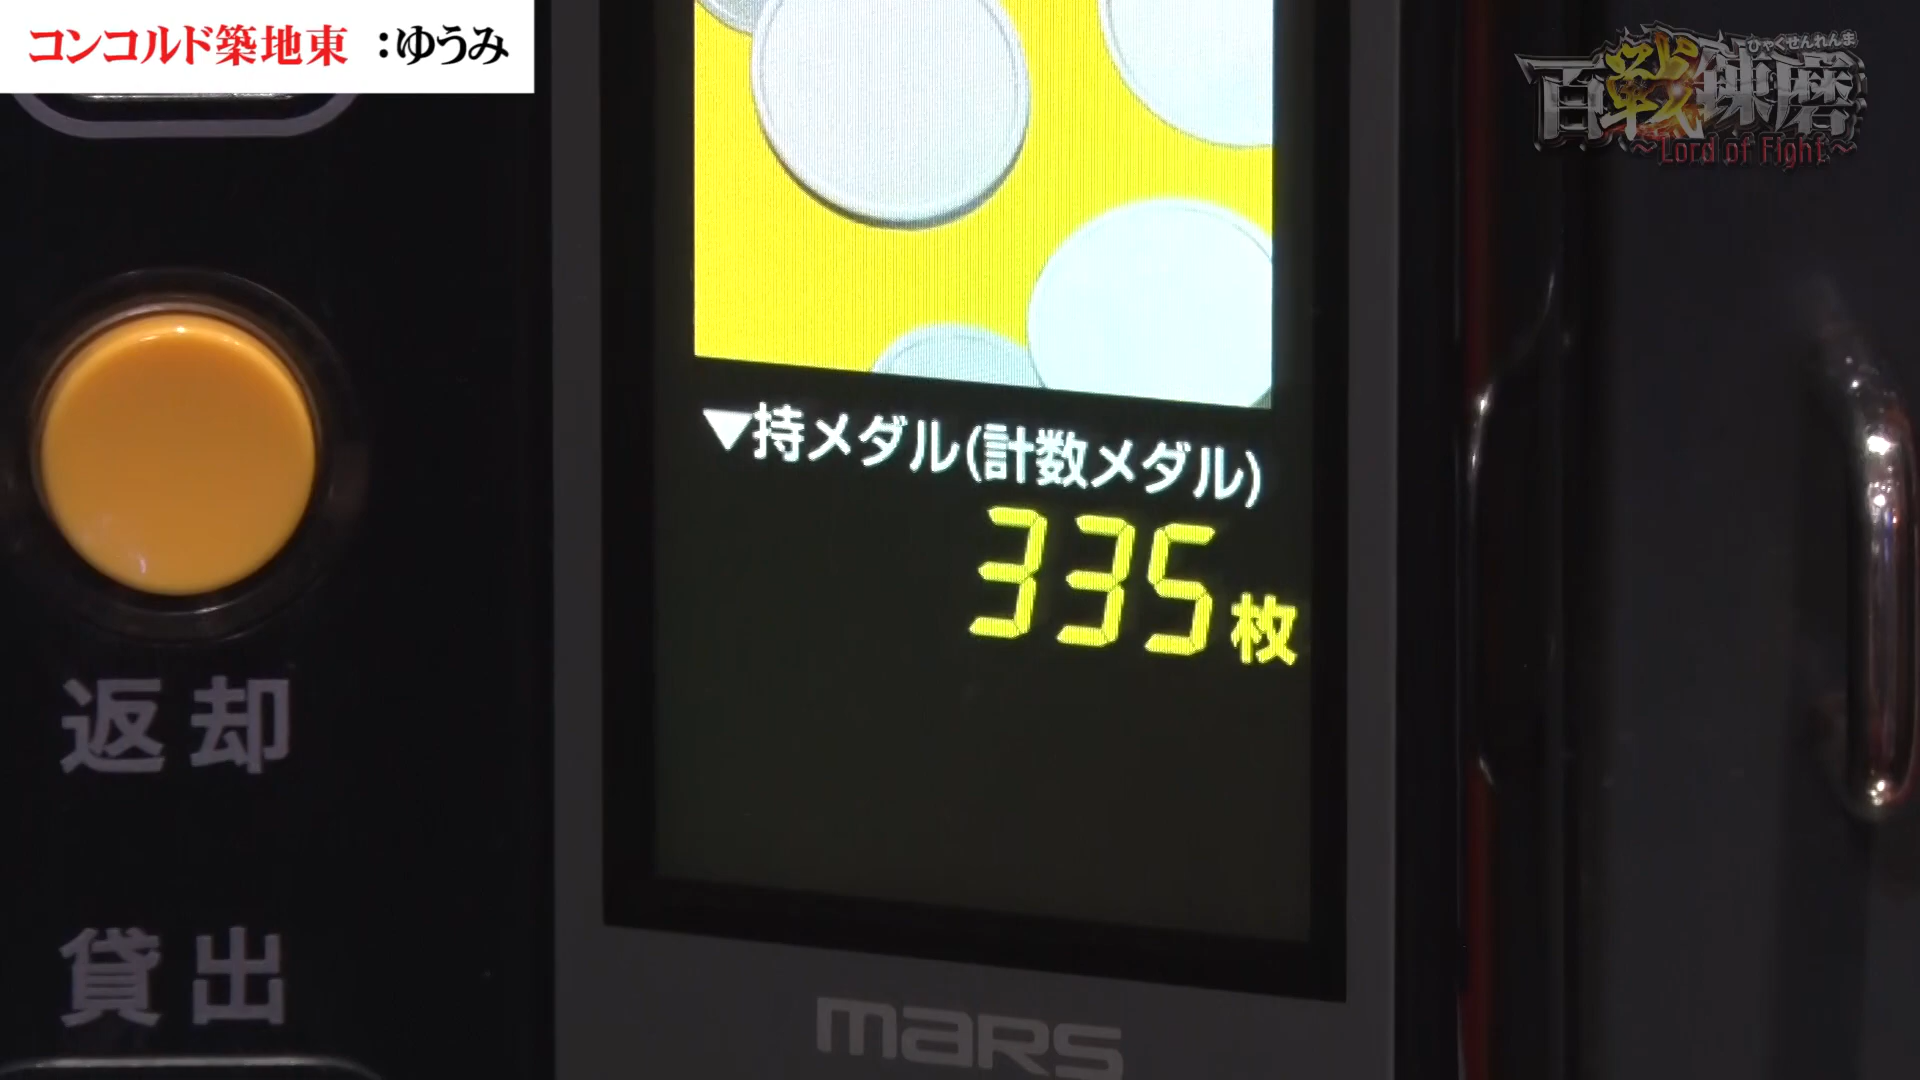 コンコルド築地東 :ゆうみ
ひゃくせんれんま
百戦錬磨
~Lord of Fight~
▼持メダル(計数メダル)
335枚
返却
貸出
mars